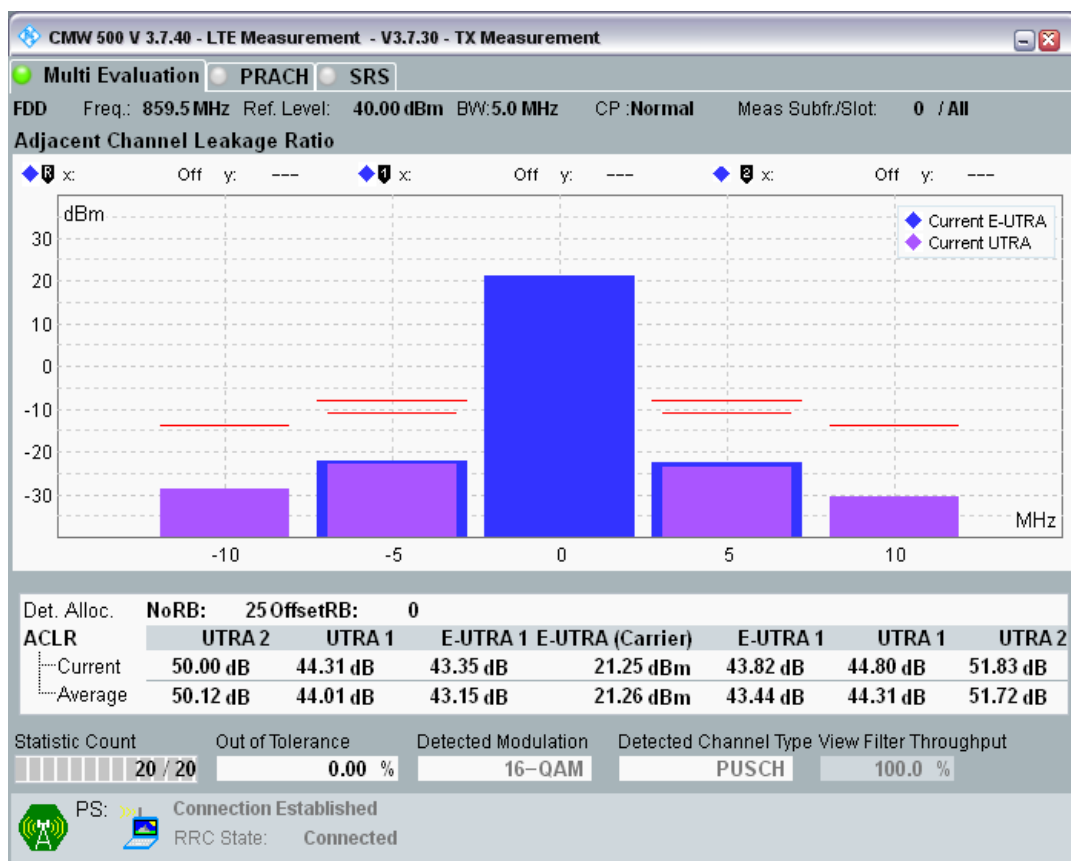 CMW 500 V 3.7.40 - LTE Measurement - V3.7.30 - TX Measurement
Multi Evaluation PRACH SRS
FDD Freq.: 859.5 MHz Ref. Level: 40.00 dBm BW:5.0 MHz CP :Normal Meas Subfr./Slot: 0 / All
Adjacent Channel Leakage Ratio
R x: Off y: --- 1 x: Off y: --- 2 x: Off y: ---
dBm
Current E-UTRA
Current UTRA
30
20
10
0
-10
-20
-30
MHz
-10 -5 0 5 10
Det. Alloc. NoRB: 25 OffsetRB: 0
ACLR UTRA 2 UTRA 1 E-UTRA 1 E-UTRA (Carrier) E-UTRA 1 UTRA 1 UTRA 2
Current 50.00 dB 44.31 dB 43.35 dB 21.25 dBm 43.82 dB 44.80 dB 51.83 dB
Average 50.12 dB 44.01 dB 43.15 dB 21.26 dBm 43.44 dB 44.31 dB 51.72 dB
Statistic Count Out of Tolerance Detected Modulation Detected Channel Type View Filter Throughput
20 / 20 0.00 % 16-QAM PUSCH 100.0 %
PS: Connection Established
RRC State: Connected